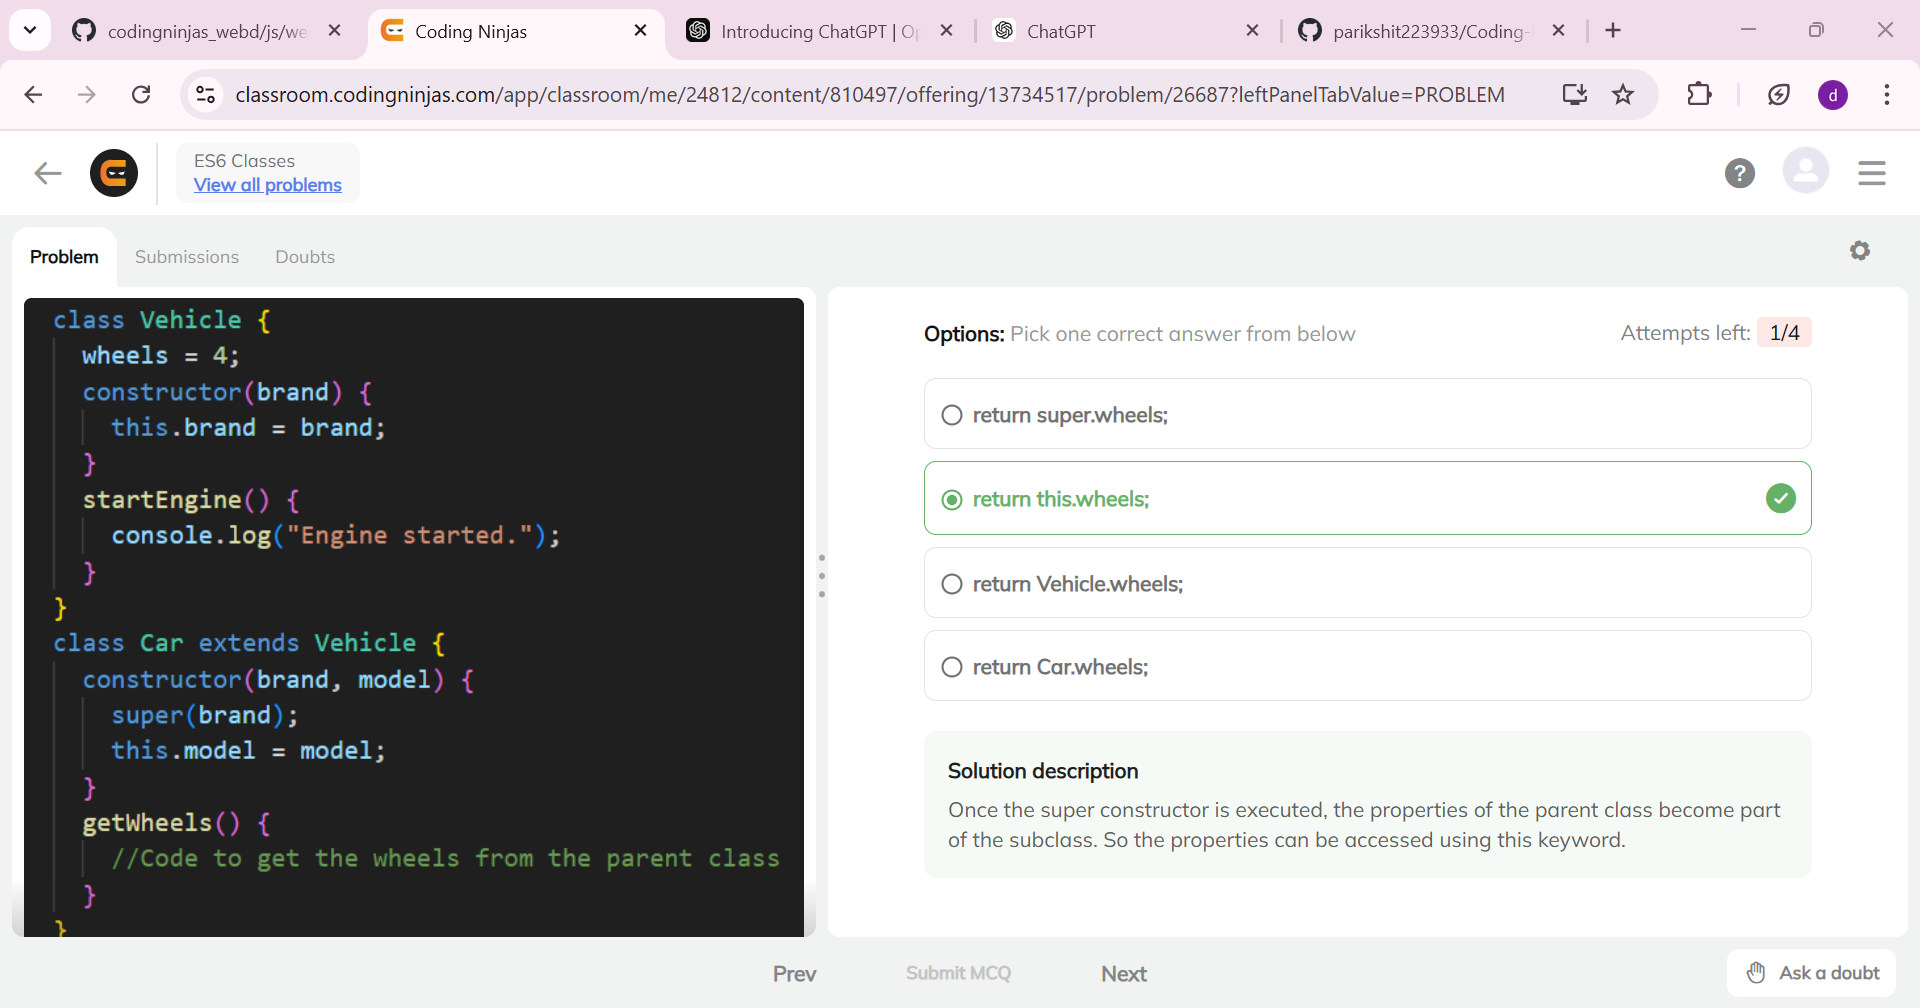 codingninjas_webd/js/we
Coding Ninjas
Introducing ChatGPT | Op
ChatGPT
parikshit223933/Coding-
classroom.codingninjas.com/app/classroom/me/24812/content/810497/offering/13734517/problem/26687?leftPanelTabValue=PROBLEM
d
ES6 Classes
View all problems
?
Problem
Submissions
Doubts
class Vehicle {
wheels = 4;
constructor(brand) {
this.brand = brand;
}
startEngine() {
console.log("Engine started.");
}
}
class Car extends Vehicle {
constructor(brand, model) {
super(brand);
this.model = model;
}
getWheels() {
//Code to get the wheels from the parent class
}
}
Options: Pick one correct answer from below
Attempts left: 1/4
return super.wheels;
return this.wheels;
return Vehicle.wheels;
return Car.wheels;
Solution description
Once the super constructor is executed, the properties of the parent class become part
of the subclass. So the properties can be accessed using this keyword.
Prev
Submit MCQ
Next
Ask a doubt